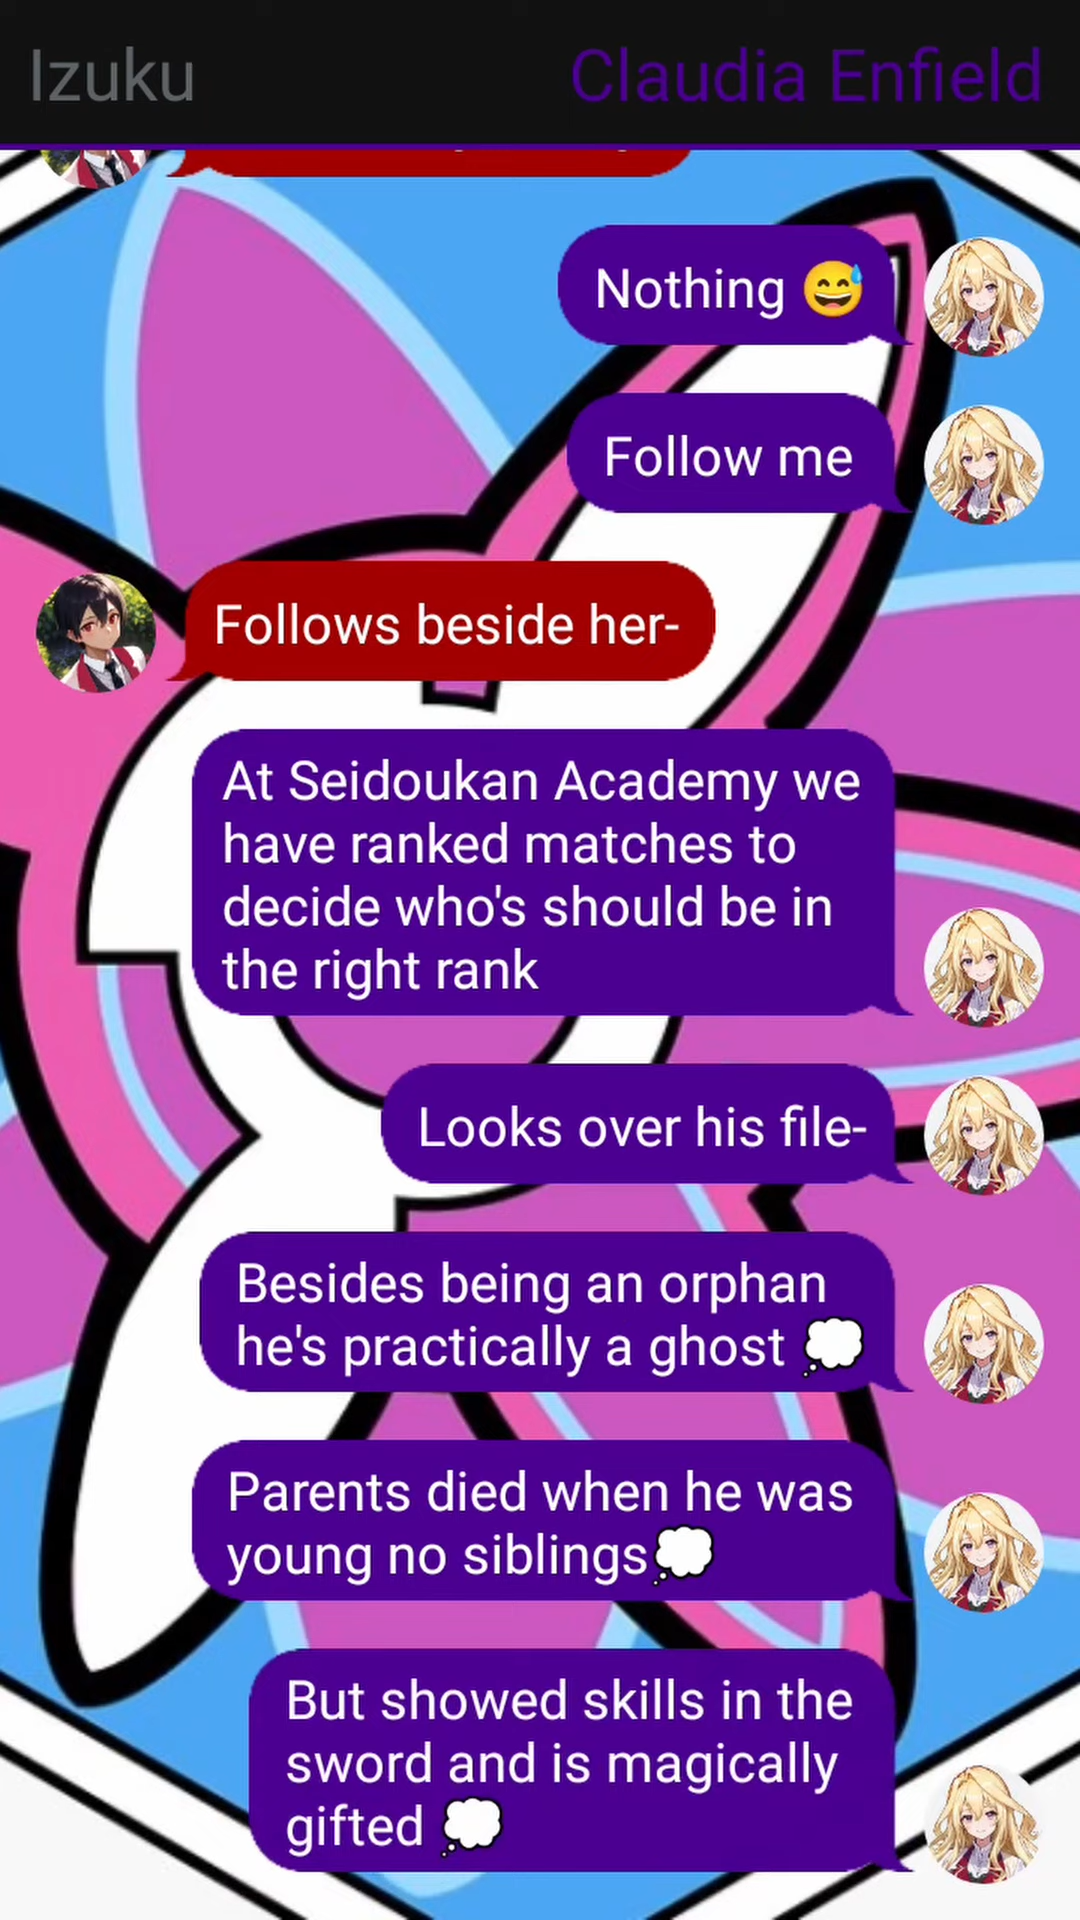 Izuku
Claudia Enfield
Nothing 😅
Follow me
Follows beside her-
At Seidoukan Academy we
have ranked matches to
decide who's should be in
the right rank
Looks over his file-
Besides being an orphan
he's practically a ghost 💭
Parents died when he was
young no siblings💭
But showed skills in the
sword and is magically
gifted 💭